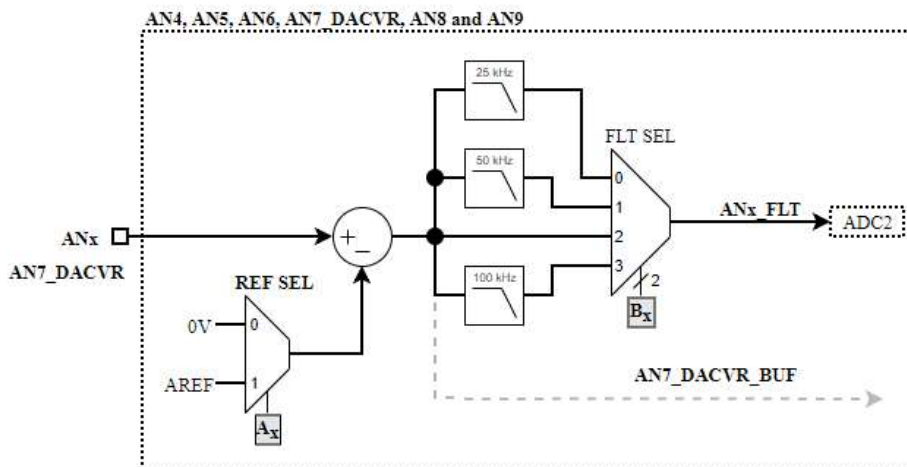 AN4, AN5, AN6, AN7_DACVR, AN8 and AN9
25 kHz
FLT SEL
50 kHz
0
1
ANx_FLT
ADC2
ANx
+
_
2
AN7_DACVR
3
REF SEL
100 kHz
2
0V
0
Bx
AN7_DACVR_BUF
AREF
1
Ax